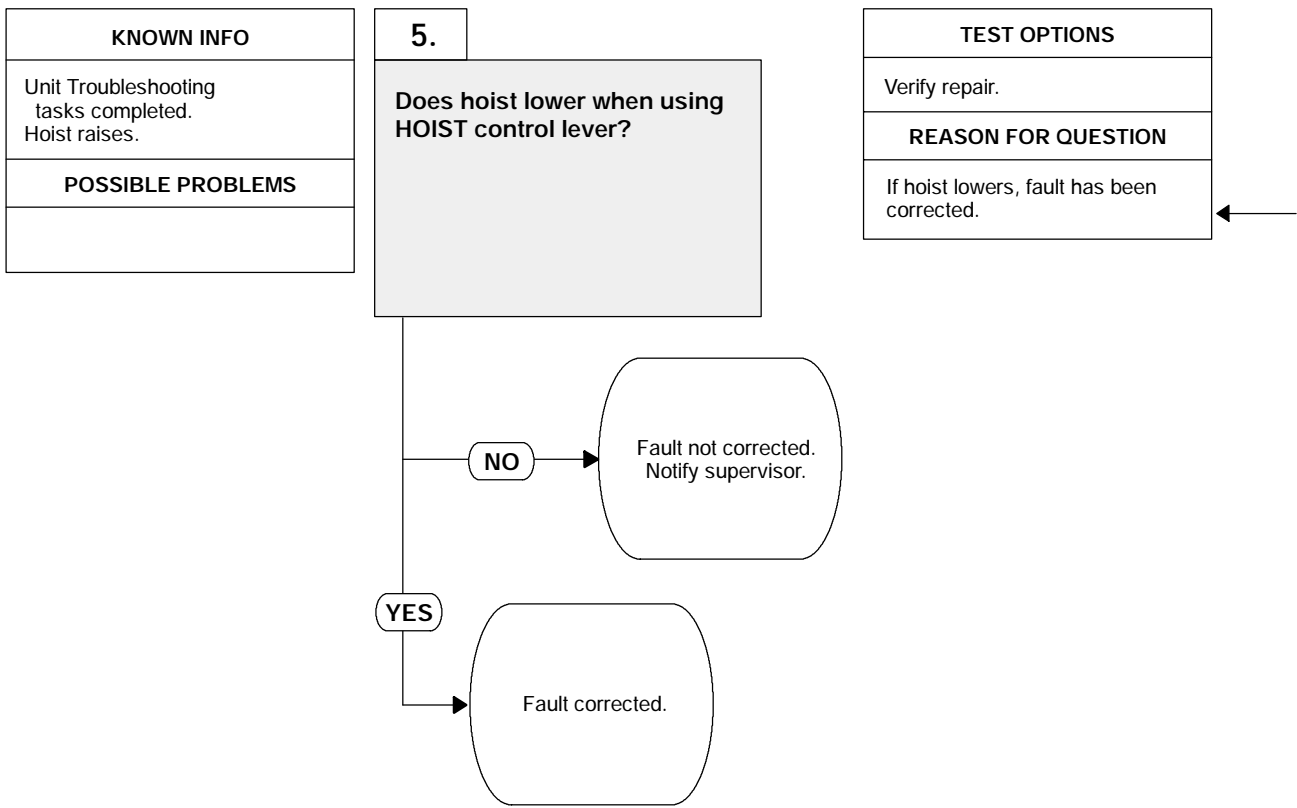 KNOWN INFO
Unit Troubleshooting
tasks completed.
Hoist raises.
POSSIBLE PROBLEMS
5.
Does hoist lower when using
HOIST control lever?
TEST OPTIONS
Verify repair.
REASON FOR QUESTION
If hoist lowers, fault has been
corrected.
NO
Fault not corrected.
Notify supervisor.
YES
Fault corrected.